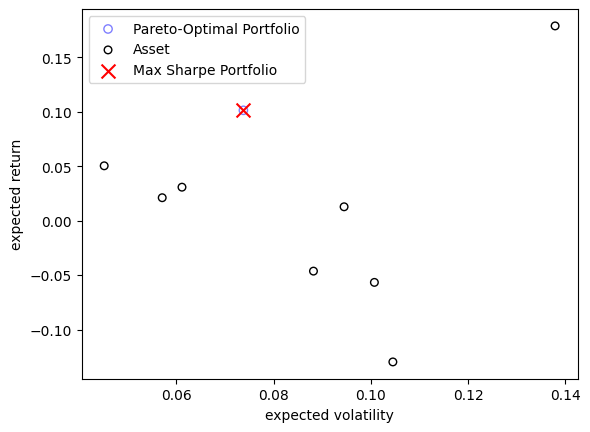 Pareto-Optimal Portfolio
Asset
Max Sharpe Portfolio
0.15
0.10
0.05
0.00
−0.05
−0.10
expected return
0.06
0.08
0.10
0.12
0.14
expected volatility